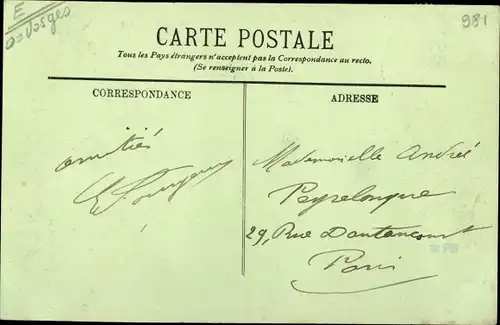 E
88 Vosges
981
CARTE POSTALE
Tous les Pays étrangers n'acceptent pas la Correspondance au recto.
(Se renseigner à la Poste).
CORRESPONDANCE
amitiés
ADRESSE
Mademoiselle André
Peyrelongue
29, Rue Dautancourt
Paris